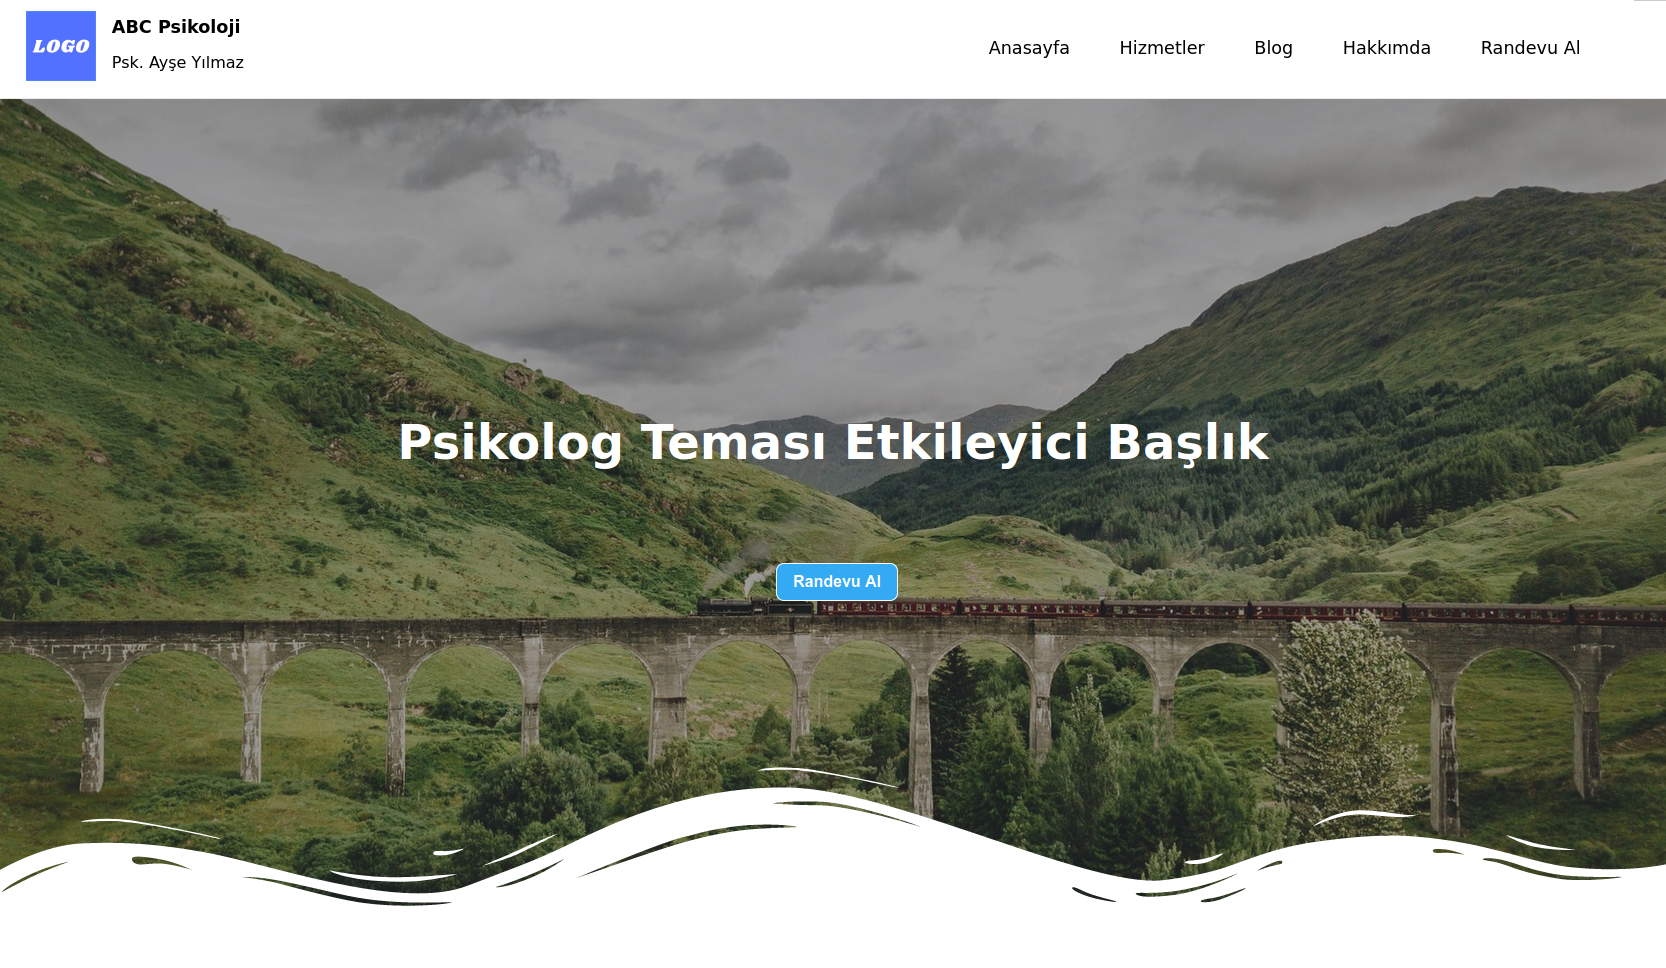 LOGO
ABC Psikoloji
Psk. Ayşe Yılmaz
Anasayfa Hizmetler Blog Hakkımda Randevu Al
Psikolog Teması Etkileyici Başlık
Randevu Al